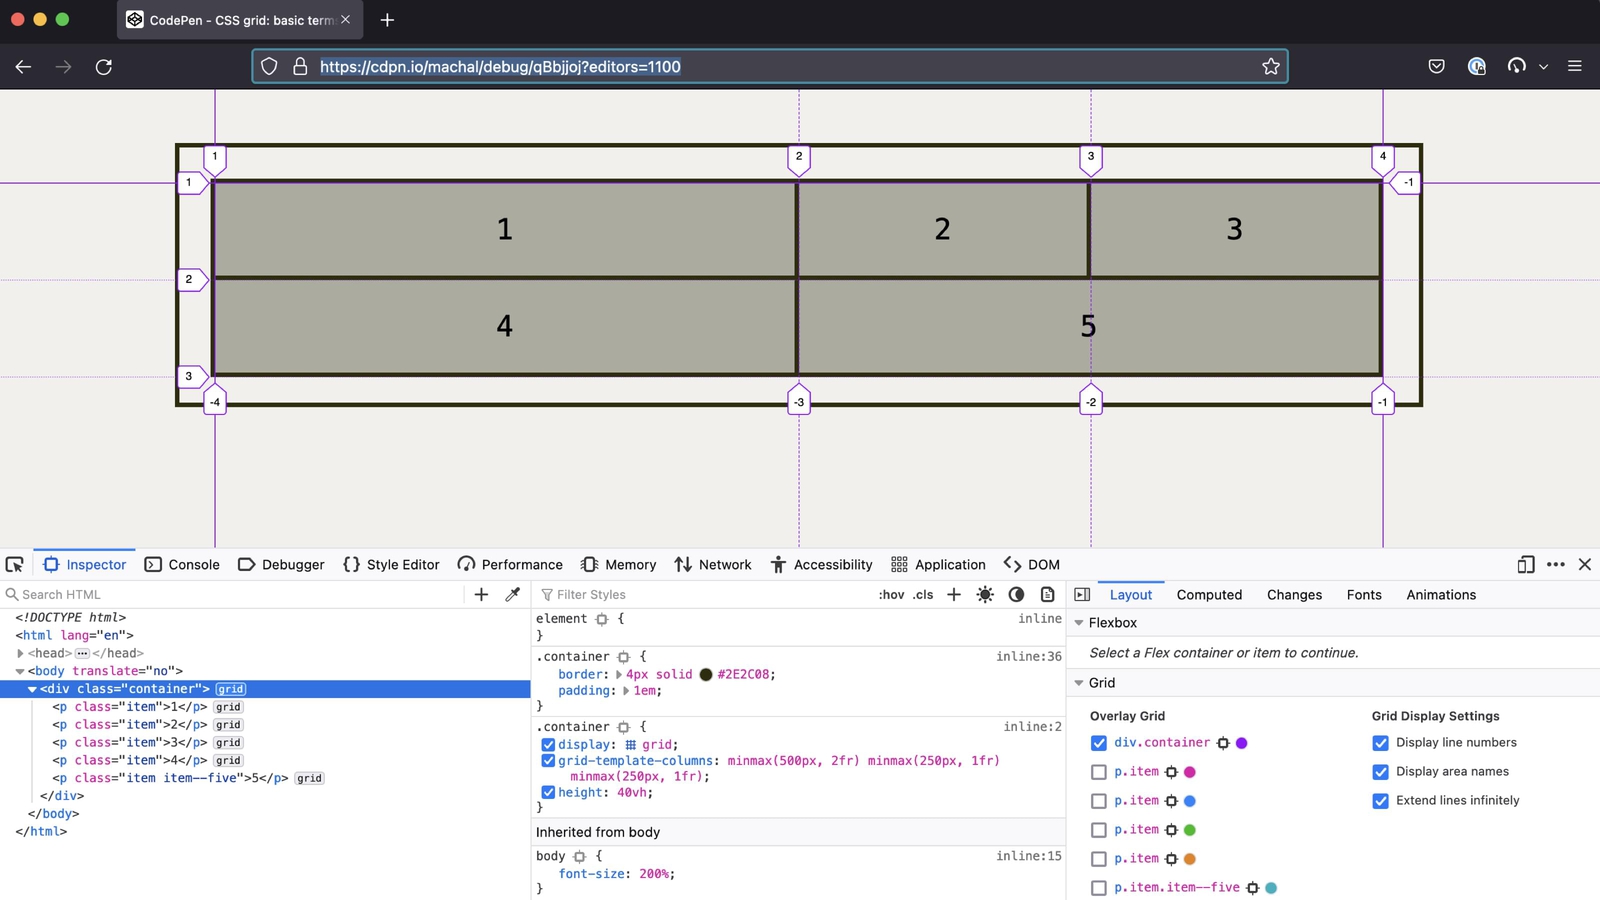 CodePen - CSS grid: basic term
https://cdpn.io/machal/debug/qBbjjoj?editors=1100
1 2 3 4
1 -1
1 2 3
2
4 5
3
-4 -3 -2 -1
Inspector Console Debugger Style Editor Performance Memory Network Accessibility Application DOM
Search HTML
<!DOCTYPE html>
<html lang="en">
<head>•••</head>
<body translate="no">
<div class="container"> grid
<p class="item">1</p> grid
<p class="item">2</p> grid
<p class="item">3</p> grid
<p class="item">4</p> grid
<p class="item item--five">5</p> grid
</div>
</body>
</html>
Filter Styles :hov .cls
element { inline
}
.container { inline:36
border: 4px solid #2E2C08;
padding: 1em;
}
.container { inline:2
display: grid;
grid-template-columns: minmax(500px, 2fr) minmax(250px, 1fr)
minmax(250px, 1fr);
height: 40vh;
}
Inherited from body
body { inline:15
font-size: 200%;
}
Layout Computed Changes Fonts Animations
Flexbox
Select a Flex container or item to continue.
Grid
Overlay Grid
div.container
p.item
p.item
p.item
p.item
p.item.item--five
Grid Display Settings
Display line numbers
Display area names
Extend lines infinitely